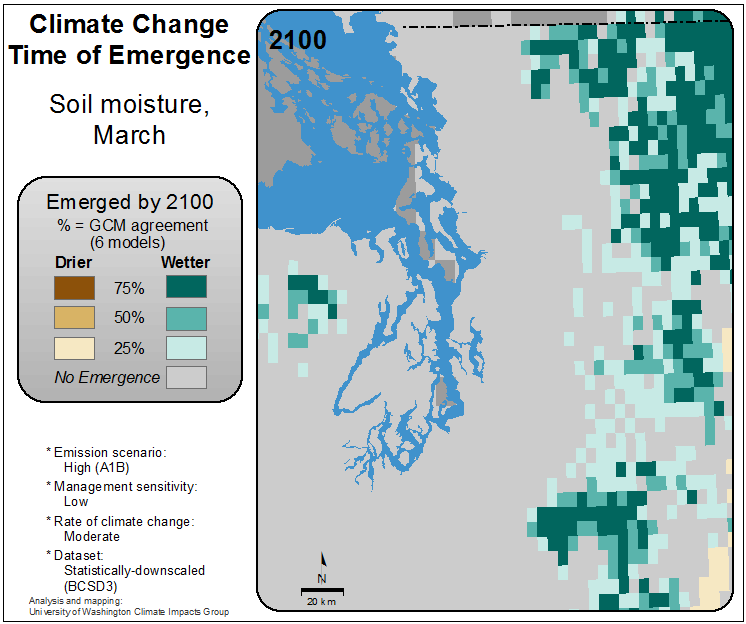 Climate Change
Time of Emergence
Soil moisture,
March
Emerged by 2100
% = GCM agreement
(6 models)
Drier Wetter
75%
50%
25%
No Emergence
* Emission scenario:
High (A1B)
* Management sensitivity:
Low
* Rate of climate change:
Moderate
* Dataset:
Statistically-downscaled
(BCSD3)
Analysis and mapping:
University of Washington Climate Impacts Group
2100
N
20 km